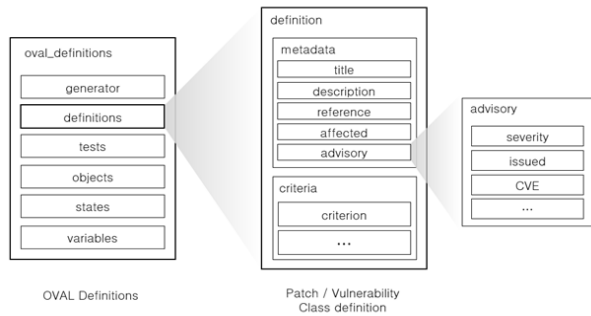 oval_definitions
generator
definitions
tests
objects
states
variables
OVAL Definitions
definition
metadata
title
description
reference
affected
advisory
criteria
criterion
...
Patch / Vulnerability
Class definition
advisory
severity
issued
CVE
...